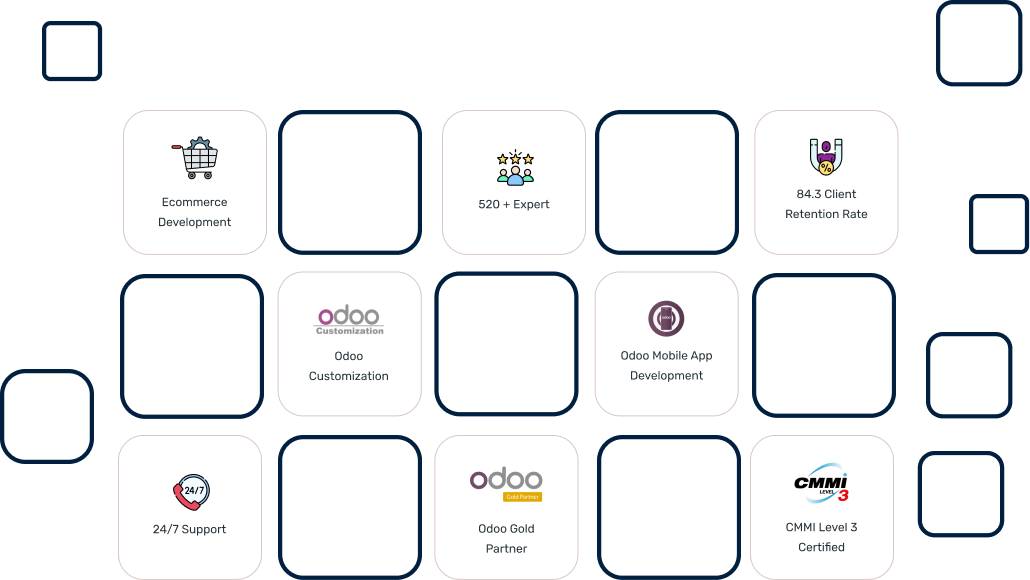 Ecommerce
Development
520 + Expert
84.3 Client
Retention Rate
odoo
Customization
Odoo
Customization
odoo
Odoo Mobile App
Development
24/7
24/7 Support
odoo
Gold Partner
Odoo Gold
Partner
CMMI
LEVEL 3
CMMI Level 3
Certified
%